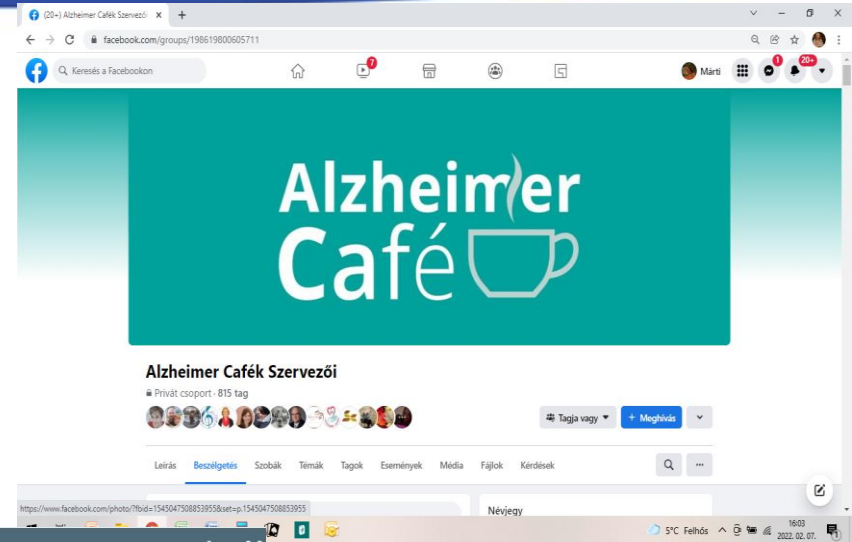 (20+) Alzheimer Cafék Szervezői
facebook.com/groups/198619800605711
Keresés a Facebookon
7
Márti
1
20+
Alzheimer
Café
Alzheimer Cafék Szervezői
Privát csoport · 815 tag
Tagja vagy
+ Meghívás
Leírás Beszélgetés Szobák Témák Tagok Események Média Fájlok Kérdések
Névjegy
https://www.facebook.com/photo/?fbid=1545047508853955&set=p.1545047508853955
5°C Felhős
16:03
2022. 02. 07.